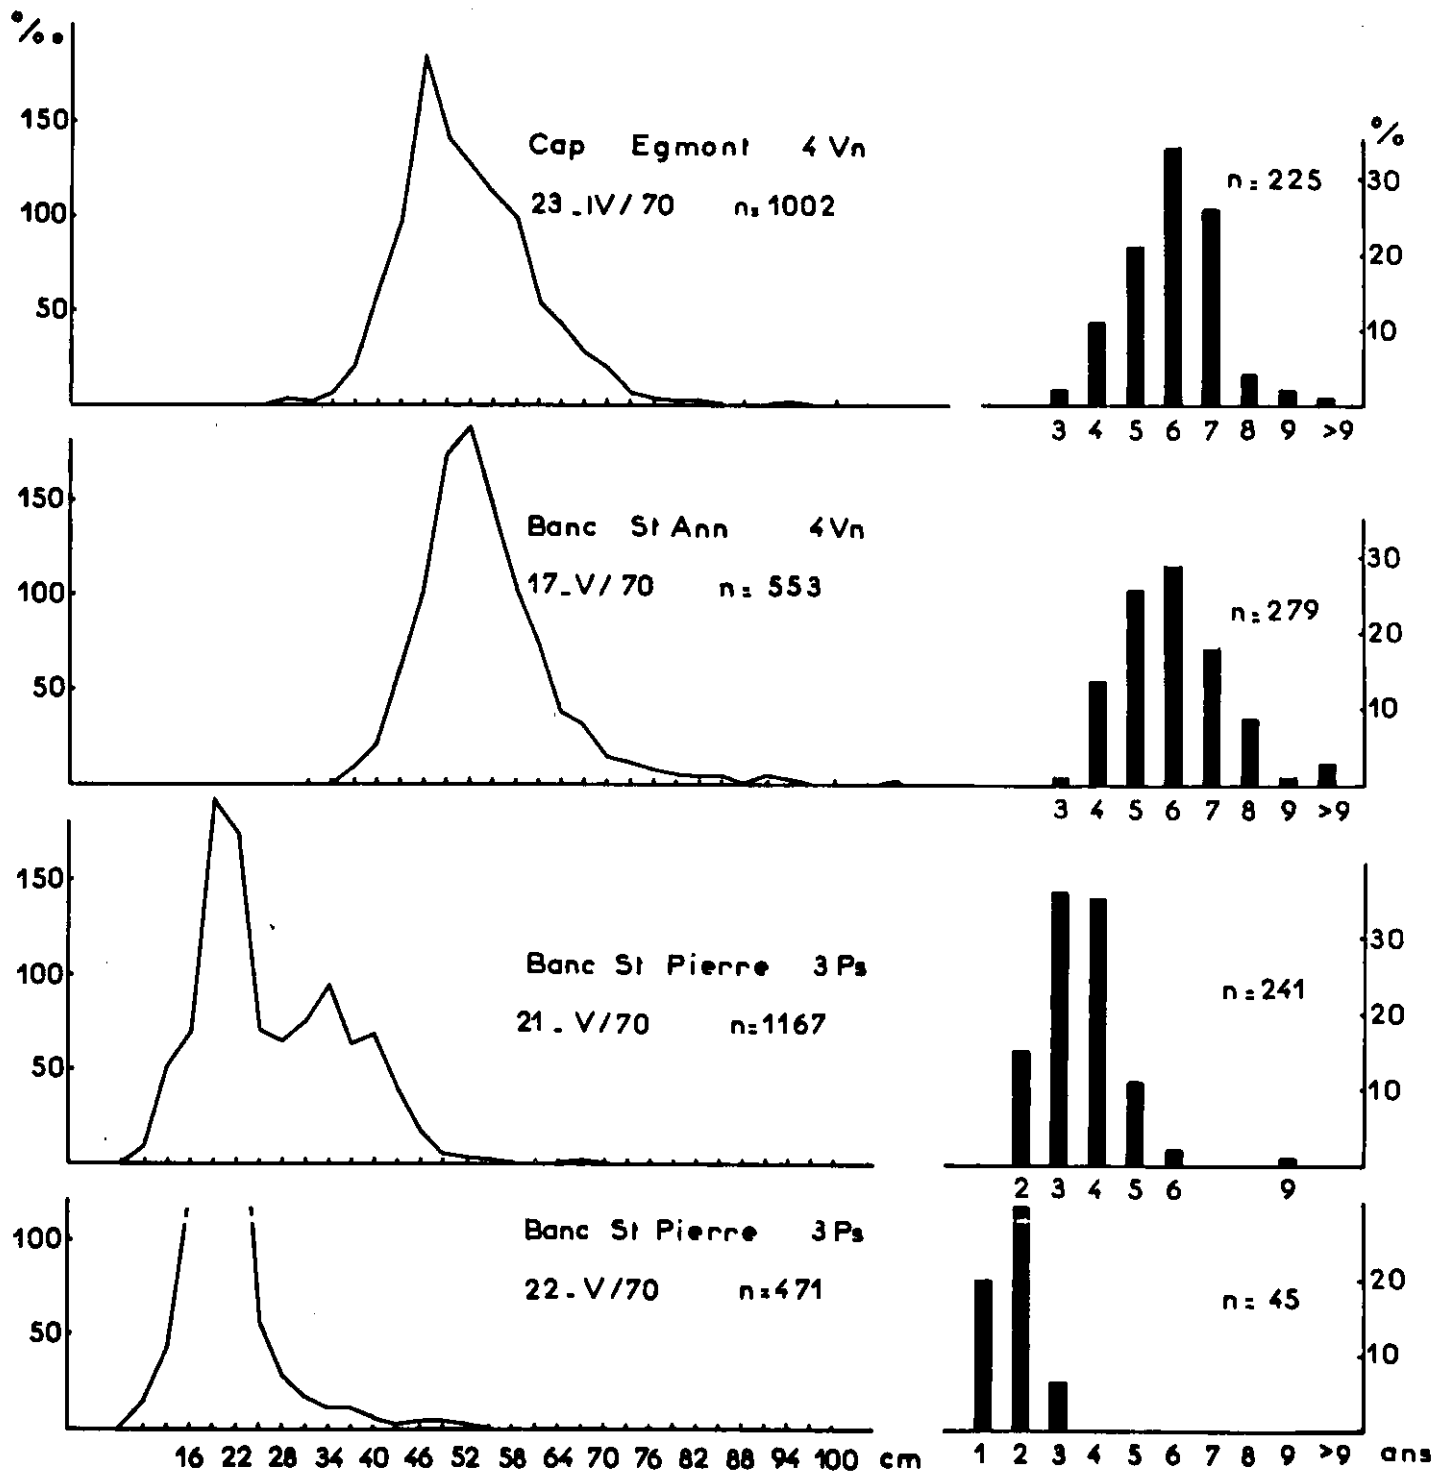 ‰
150
100
50
Cap Egmont 4 Vn
23_IV/70 n=1002
%
30
20
10
n=225
3 4 5 6 7 8 9 >9
150
100
50
Banc St Ann 4 Vn
17_V/70 n=553
30
20
10
n=279
3 4 5 6 7 8 9 >9
150
100
50
Banc St Pierre 3 Ps
21_V/70 n=1167
30
20
10
n=241
2 3 4 5 6 9
100
50
Banc St Pierre 3 Ps
22_V/70 n=471
20
10
n=45
16 22 28 34 40 46 52 58 64 70 76 82 88 94 100 cm
1 2 3 4 5 6 7 8 9 >9 ans